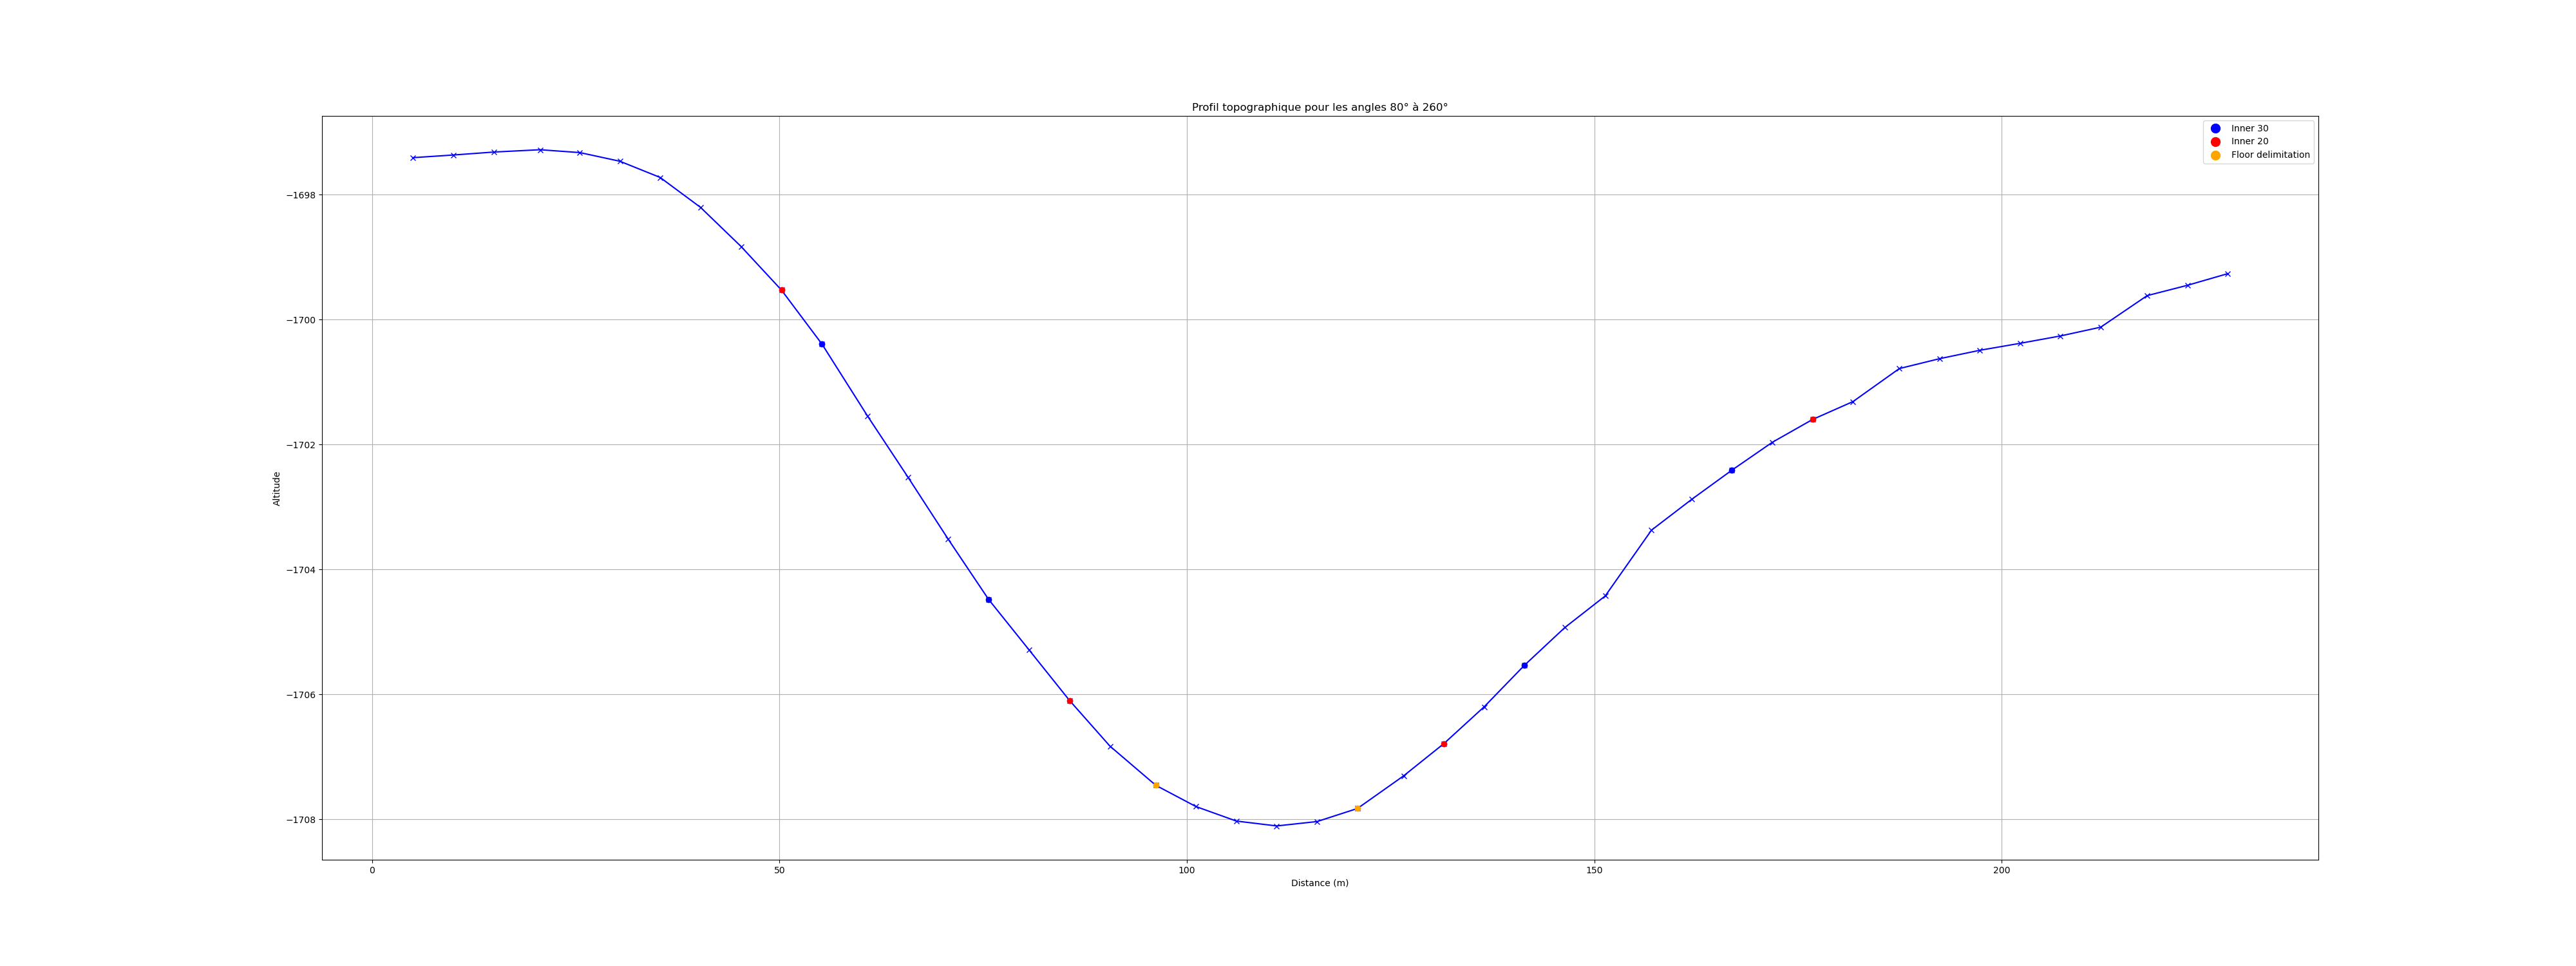 Profil topographique pour les angles 80° à 260°
Inner 30
Inner 20
Floor delimitation
−1698
−1700
−1702
−1704
−1706
−1708
Altitude
0
50
100
150
200
Distance (m)